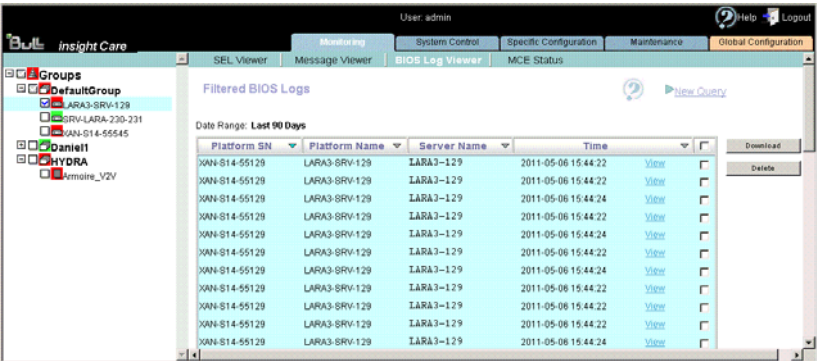 User: admin
Help Logout
Bull insight Care
Monitoring System Control Specific Configuration Maintenance Global Configuration
SEL Viewer Message Viewer BIOS Log Viewer MCE Status
Groups
DefaultGroup
LARA3-SRV-129
SRV-LARA-230-231
XAN-S14-55545
Daniel1
HYDRA
Armoire_V2V
Filtered BIOS Logs
New Query
Date Range: Last 90 Days
Platform SN Platform Name Server Name Time
Download
Delete
XAN-S14-55129 LARA3-SRV-129 LARA3-129 2011-05-06 15:44:22 View
XAN-S14-55129 LARA3-SRV-129 LARA3-129 2011-05-06 15:44:22 View
XAN-S14-55129 LARA3-SRV-129 LARA3-129 2011-05-06 15:44:24 View
XAN-S14-55129 LARA3-SRV-129 LARA3-129 2011-05-06 15:44:22 View
XAN-S14-55129 LARA3-SRV-129 LARA3-129 2011-05-06 15:44:24 View
XAN-S14-55129 LARA3-SRV-129 LARA3-129 2011-05-06 15:44:22 View
XAN-S14-55129 LARA3-SRV-129 LARA3-129 2011-05-06 15:44:24 View
XAN-S14-55129 LARA3-SRV-129 LARA3-129 2011-05-06 15:44:22 View
XAN-S14-55129 LARA3-SRV-129 LARA3-129 2011-05-06 15:44:22 View
XAN-S14-55129 LARA3-SRV-129 LARA3-129 2011-05-06 15:44:24 View
XAN-S14-55129 LARA3-SRV-129 LARA3-129 2011-05-06 15:44:24 View